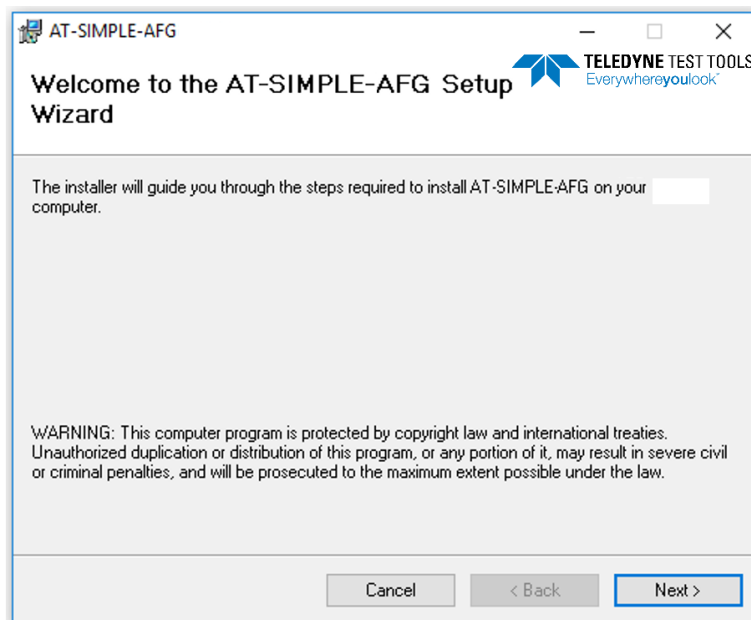 AT-SIMPLE-AFG
TELEDYNE TEST TOOLS
Everywhereyoulook
Welcome to the AT-SIMPLE-AFG Setup
Wizard
The installer will guide you through the steps required to install AT-SIMPLE-AFG on your
computer.
WARNING: This computer program is protected by copyright law and international treaties.
Unauthorized duplication or distribution of this program, or any portion of it, may result in severe civil
or criminal penalties, and will be prosecuted to the maximum extent possible under the law.
Cancel
< Back
Next >